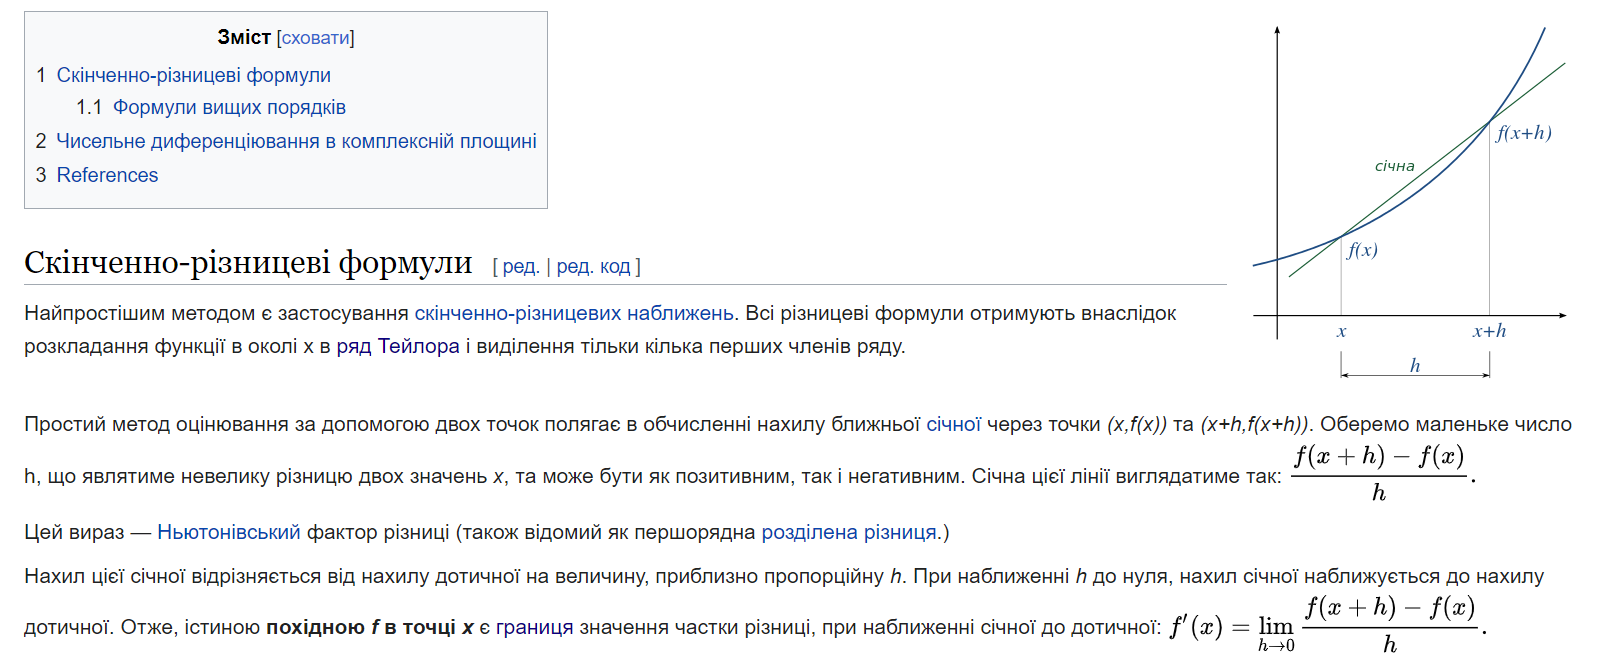 Зміст [сховати]
1 Скінченно-різницеві формули
1.1 Формули вищих порядків
2 Чисельне диференціювання в комплексній площині
3 References
січна
f(x+h)
f(x)
x
x+h
h
Скінченно-різницеві формули [ ред. | ред. код ]
Найпростішим методом є застосування скінченно-різницевих наближень. Всі різницеві формули отримують внаслідок
розкладання функції в околі x в ряд Тейлора і виділення тільки кілька перших членів ряду.
Простий метод оцінювання за допомогою двох точок полягає в обчисленні нахилу ближньої січної через точки (x,f(x)) та (x+h,f(x+h)). Оберемо маленьке число
h, що являтиме невелику різницю двох значень x, та може бути як позитивним, так і негативним. Січна цієї лінії виглядатиме так: \frac{f(x + h) − f(x)}{h}.
Цей вираз — Ньютонівський фактор різниці (також відомий як першорядна розділена різниця.)
Нахил цієї січної відрізняється від нахилу дотичної на величину, приблизно пропорційну h. При наближенні h до нуля, нахил січної наближується до нахилу
дотичної. Отже, істиною похідною f в точці x є границя значення частки різниці, при наближенні січної до дотичної: f′(x) = \lim_{h→0} \frac{f(x + h) − f(x)}{h}.